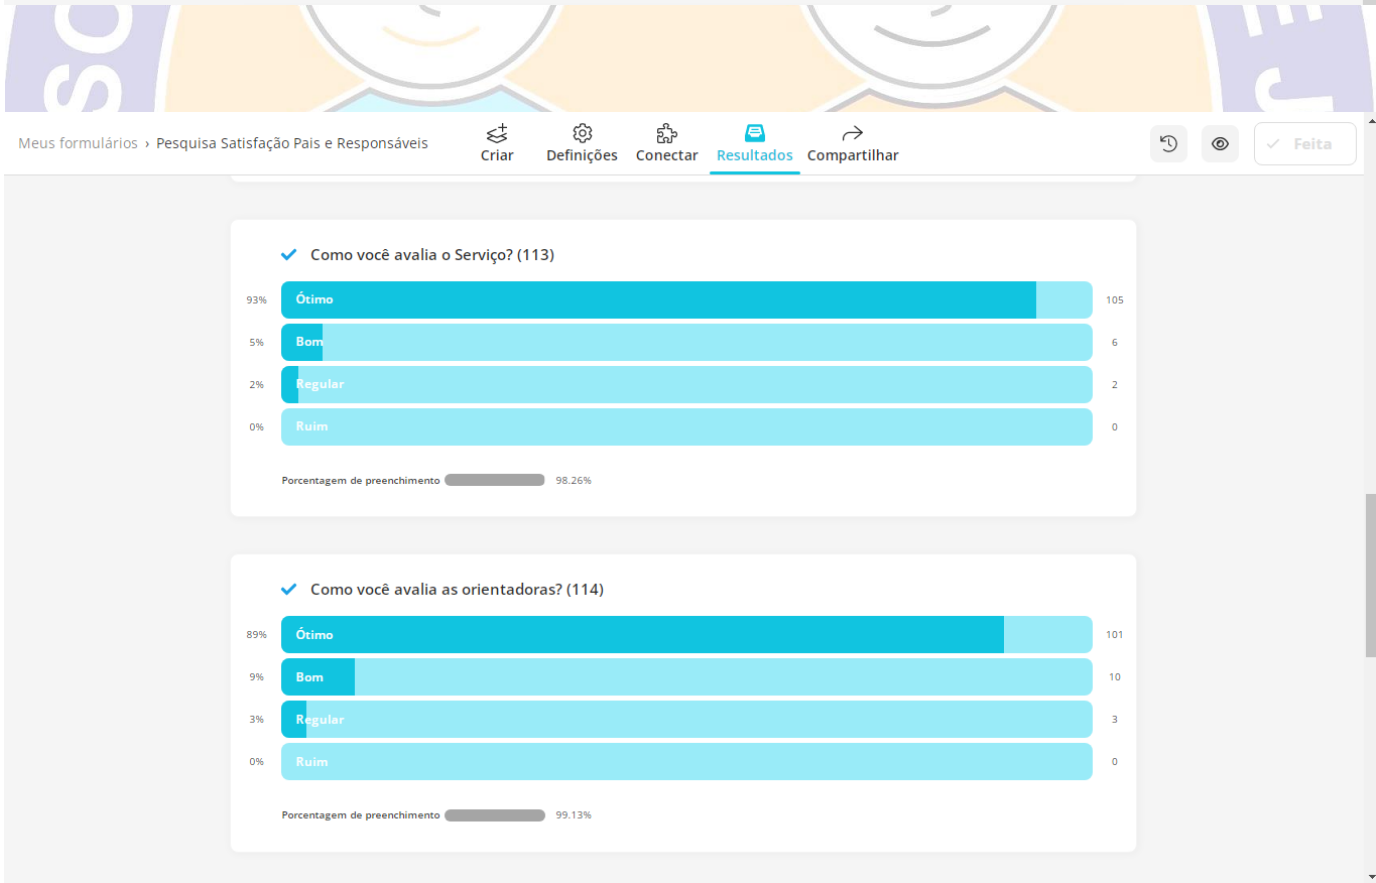 SO
JE
Meus formulários › Pesquisa Satisfação Pais e Responsáveis
Criar
Definições
Conectar
Resultados
Compartilhar
Feita
Como você avalia o Serviço? (113)
93% Ótimo 105
5% Bom 6
2% Regular 2
0% Ruim 0
Porcentagem de preenchimento 98.26%
Como você avalia as orientadoras? (114)
89% Ótimo 101
9% Bom 10
3% Regular 3
0% Ruim 0
Porcentagem de preenchimento 99.13%